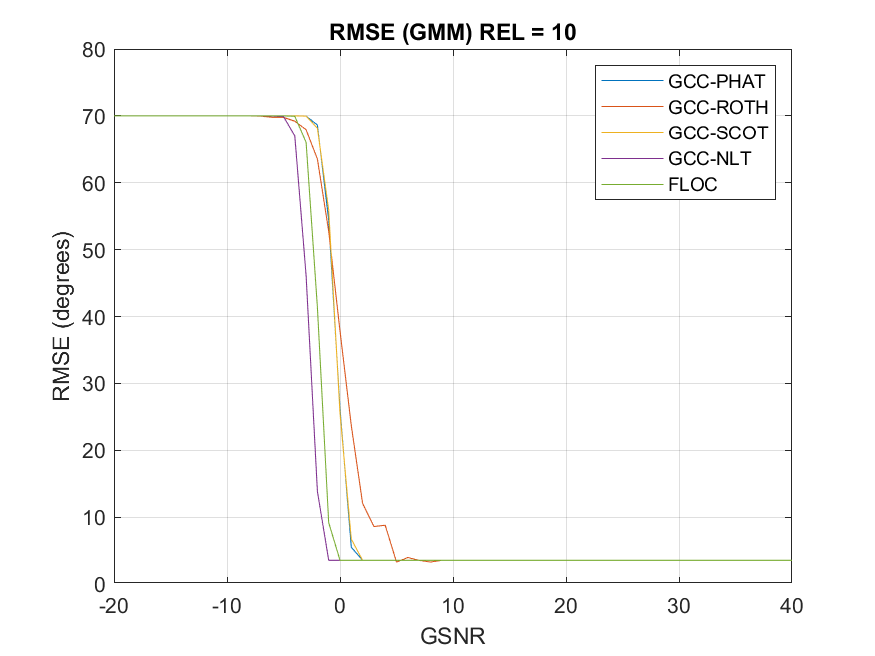 RMSE (GMM) REL = 10
80
70
60
50
40
30
20
10
0
RMSE (degrees)
-20
-10
0
10
20
30
40
GSNR
GCC-PHAT
GCC-ROTH
GCC-SCOT
GCC-NLT
FLOC